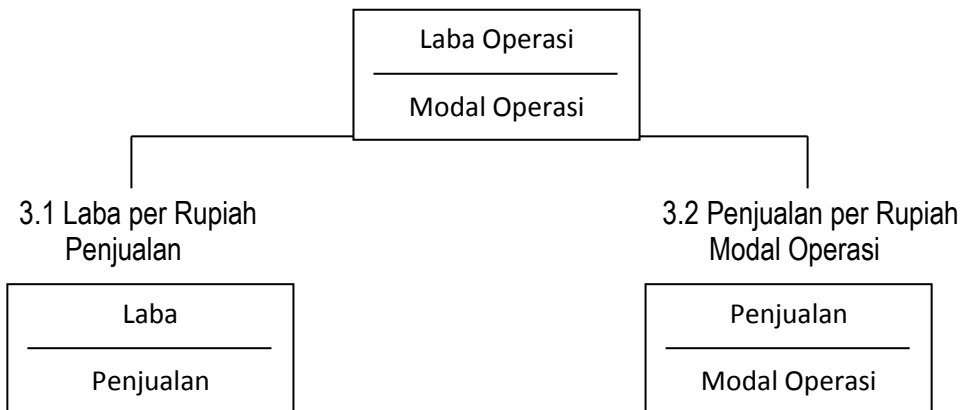 Laba Operasi
Modal Operasi
3.1 Laba per Rupiah
Penjualan
3.2 Penjualan per Rupiah
Modal Operasi
Laba
Penjualan
Penjualan
Modal Operasi